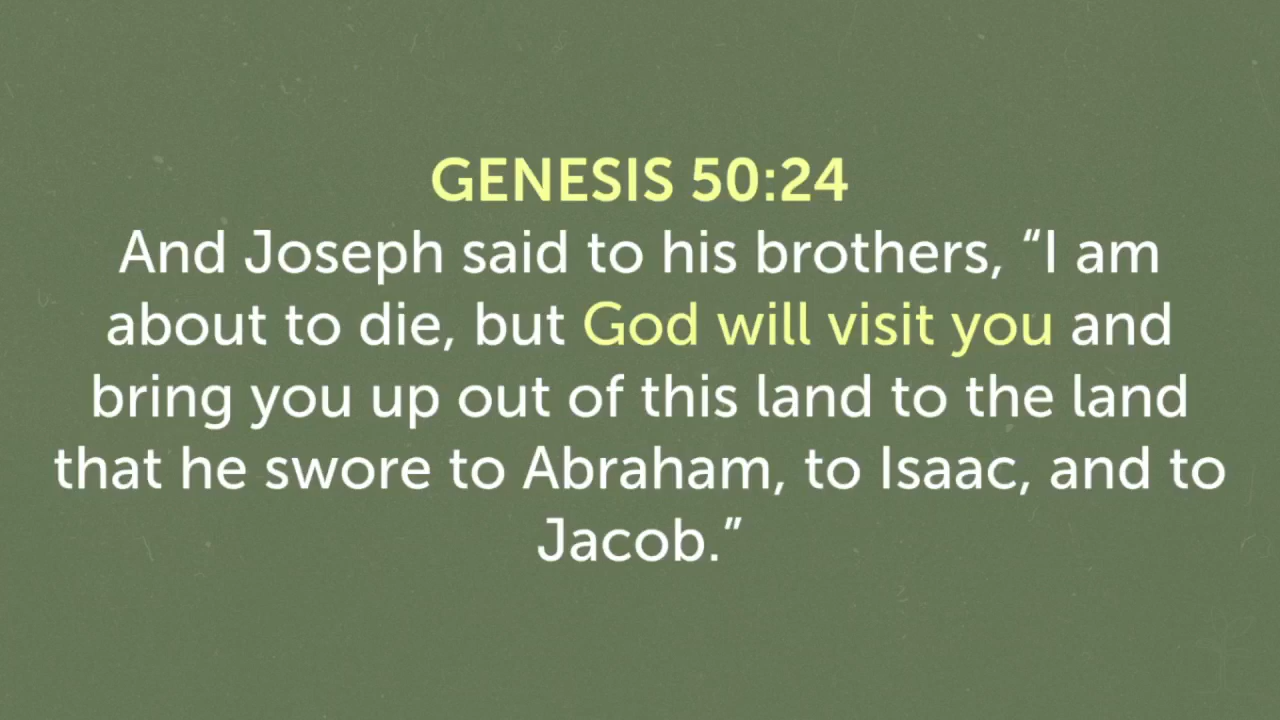 GENESIS 50:24
And Joseph said to his brothers, “I am
about to die, but God will visit you and
bring you up out of this land to the land
that he swore to Abraham, to Isaac, and to
Jacob.”